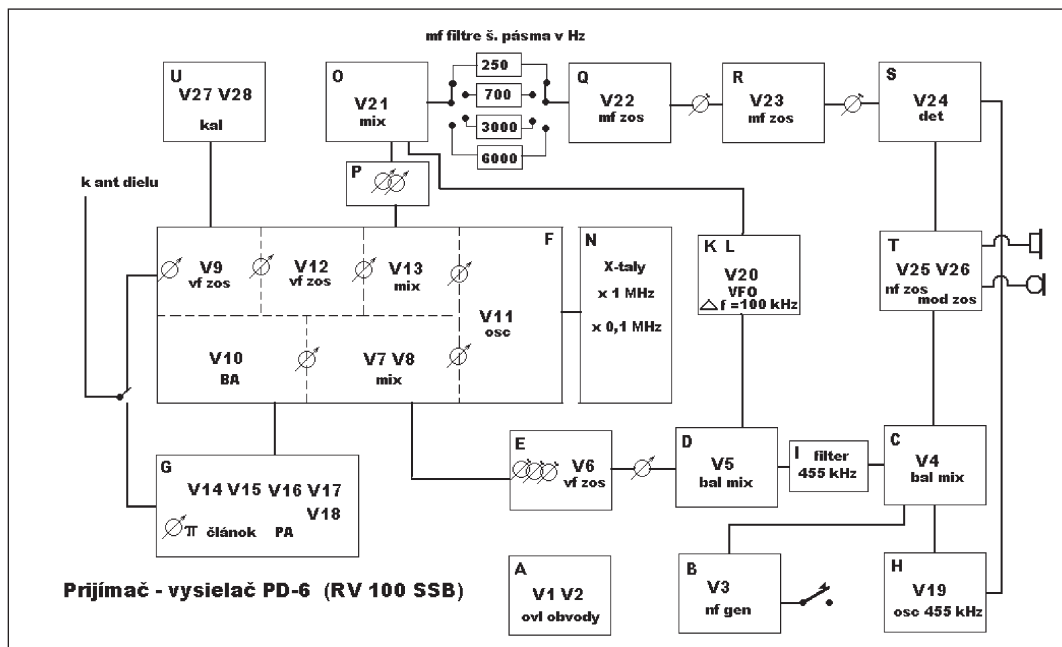 mf filtre š. pásma v Hz
U
V27 V28
kal
O
V21
mix
250
700
3000
6000
Q
V22
mf zos
R
V23
mf zos
S
V24
det
P
k ant dielu
V9
vf zos
V12
vf zos
V13
mix
F
V11
osc
V10
BA
V7 V8
mix
N
X-taly
x 1 MHz
x 0,1 MHz
K L
V20
VFO
△ f =100 kHz
T
V25 V26
nf zos
mod zos
G
V14 V15 V16 V17
V18
π článok PA
E
V6
vf zos
D
V5
bal mix
I filter
455 kHz
C
V4
bal mix
A
V1 V2
ovl obvody
B
V3
nf gen
H
V19
osc 455 kHz
Prijímač - vysielač PD-6 (RV 100 SSB)